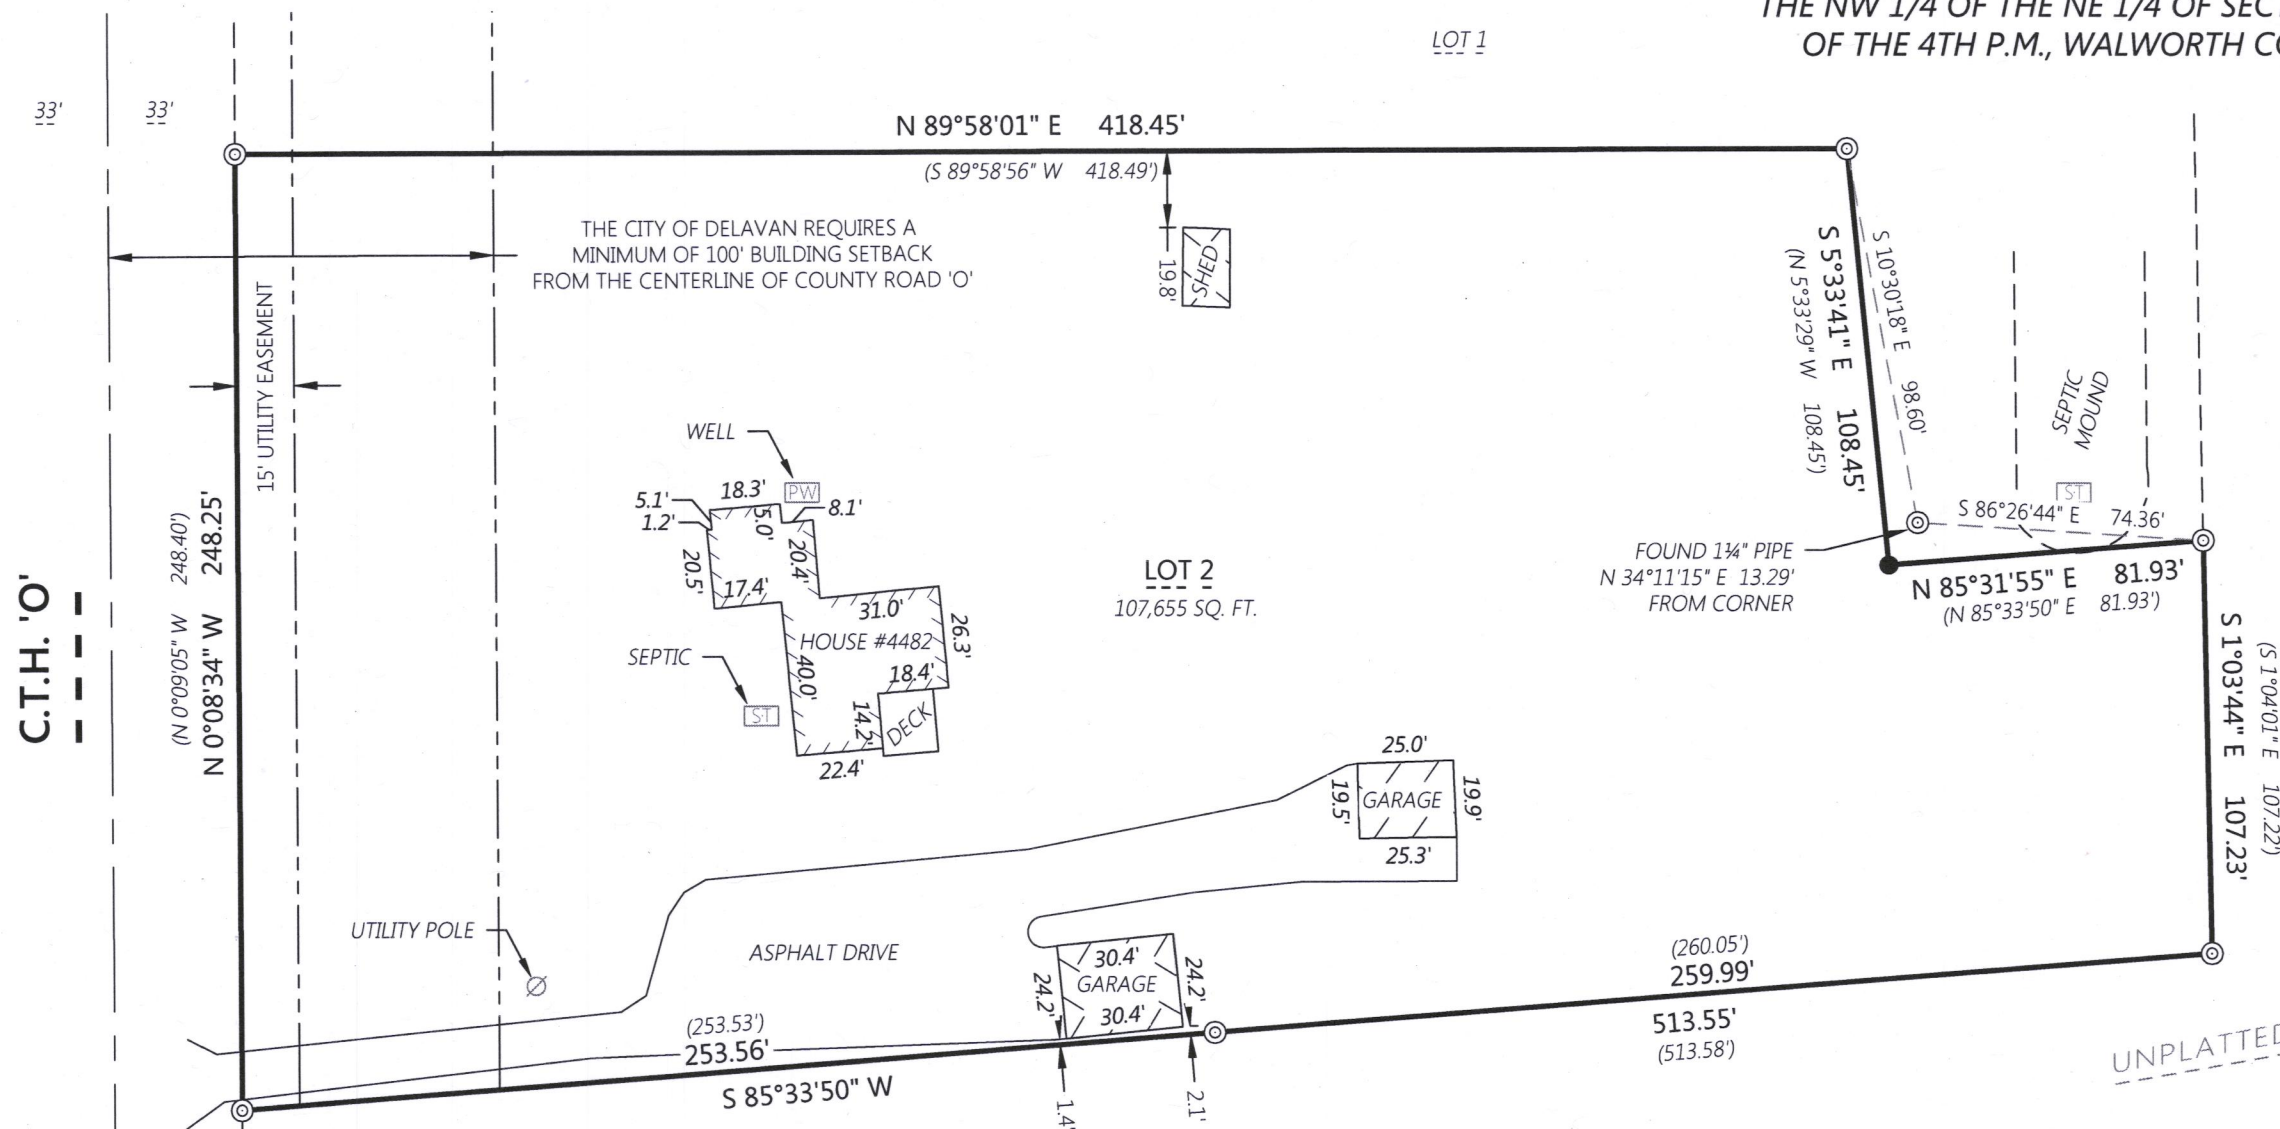 THE NW 1/4 OF THE NE 1/4 OF SECT
OF THE 4TH P.M., WALWORTH CO
LOT 1
33'
33'
N 89°58'01" E 418.45'
(S 89°58'56" W 418.49')
THE CITY OF DELAVAN REQUIRES A
MINIMUM OF 100' BUILDING SETBACK
FROM THE CENTERLINE OF COUNTY ROAD 'O'
19.8'
SHED
S 5°33'41" E 108.45'
(N 5°33'29" W 108.45')
S 10°30'18" E 98.60'
SEPTIC
MOUND
ST
S 86°26'44" E 74.36'
15' UTILITY EASEMENT
C.T.H. 'O'
(N 0°09'05" W 248.40')
N 0°08'34" W 248.25'
WELL
PW
18.3'
5.1'
1.2'
5.0'
8.1'
20.5'
20.4'
17.4'
31.0'
HOUSE #4482
26.3'
40.0'
18.4'
14.2'
DECK
22.4'
SEPTIC
ST
LOT 2
107,655 SQ. FT.
FOUND 1¼" PIPE
N 34°11'15" E 13.29'
FROM CORNER
N 85°31'55" E 81.93'
(N 85°33'50" E 81.93')
S 1°03'44" E 107.23'
(S 1°04'01" E 107.22')
25.0'
19.5'
GARAGE
19.9'
25.3'
UTILITY POLE
ASPHALT DRIVE
30.4'
24.2'
GARAGE
24.2'
30.4'
(253.53')
253.56'
S 85°33'50" W
1.4'
2.1'
(260.05')
259.99'
513.55'
(513.58')
UNPLATTED